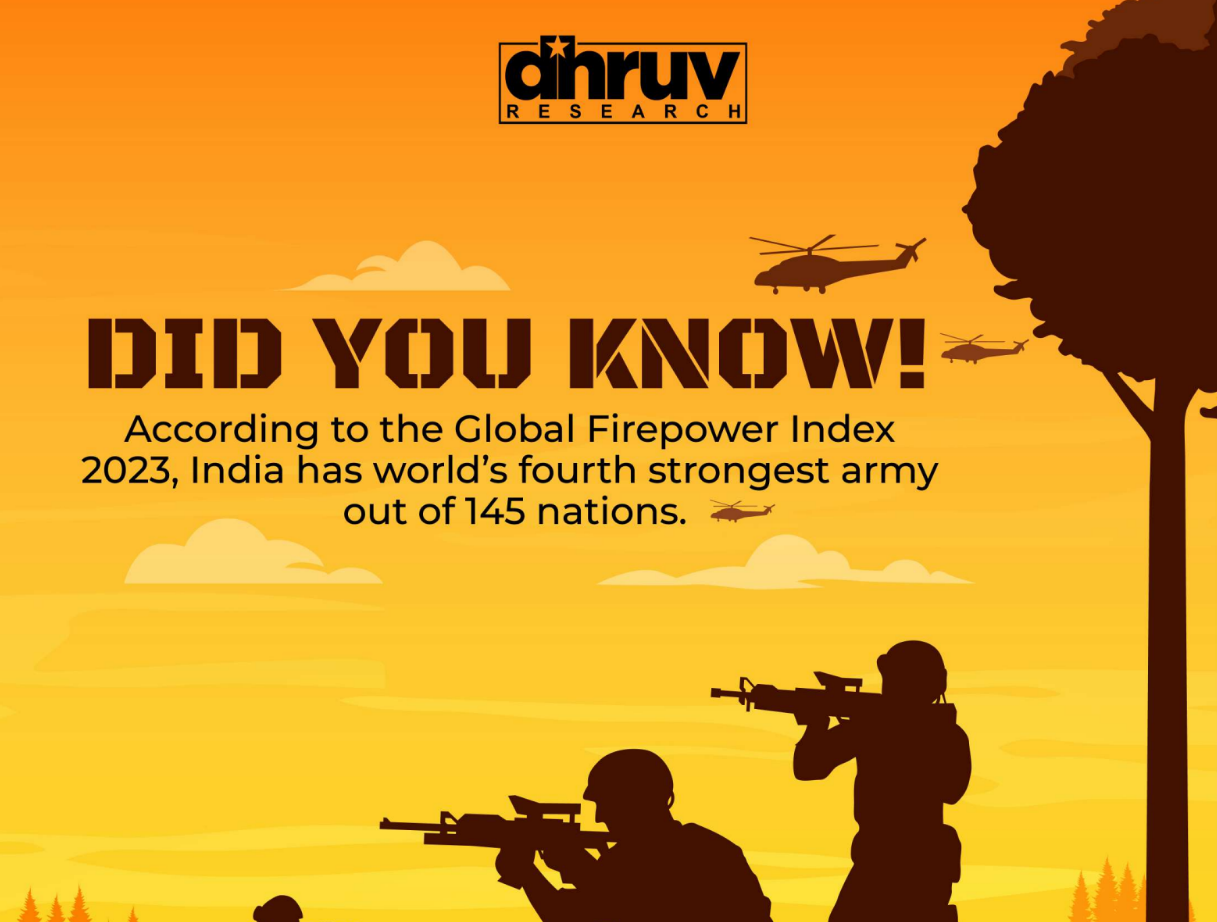 dhruv
RESEARCH
DID YOU KNOW!
According to the Global Firepower Index
2023, India has world's fourth strongest army
out of 145 nations.